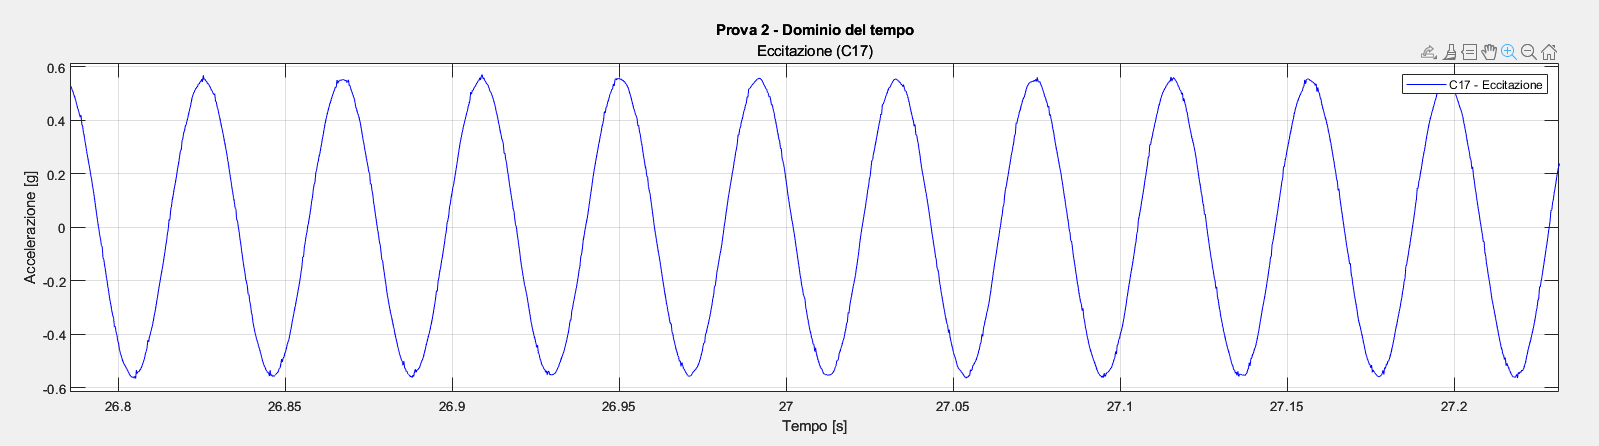 Prova 2 - Dominio del tempo
Eccitazione (C17)
C17 - Eccitazione
Accelerazione [g]
0.6
0.4
0.2
0
-0.2
-0.4
-0.6
26.8 26.85 26.9 26.95 27 27.05 27.1 27.15 27.2
Tempo [s]